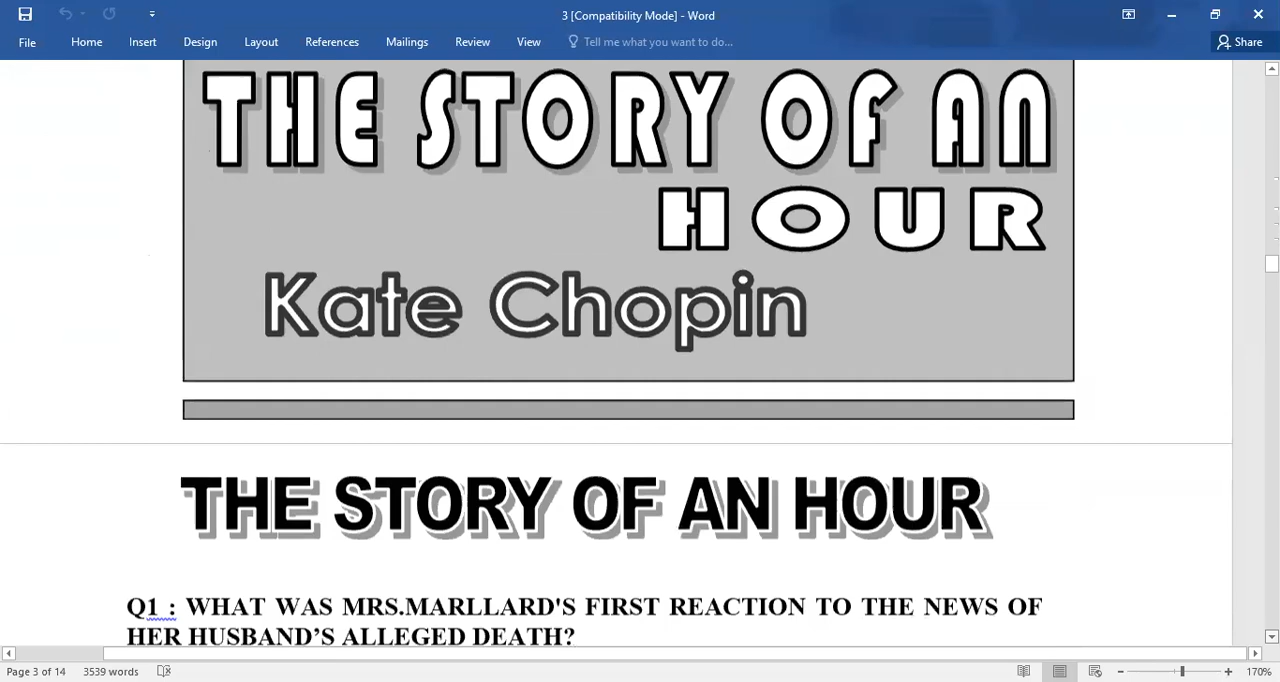 3 [Compatibility Mode] - Word
File Home Insert Design Layout References Mailings Review View Tell me what you want to do... Share
THE STORY OF AN
HOUR
Kate Chopin
THE STORY OF AN HOUR
Q1 : WHAT WAS MRS.MARLLARD'S FIRST REACTION TO THE NEWS OF
HER HUSBAND’S ALLEGED DEATH?
Page 3 of 14 3539 words 170%